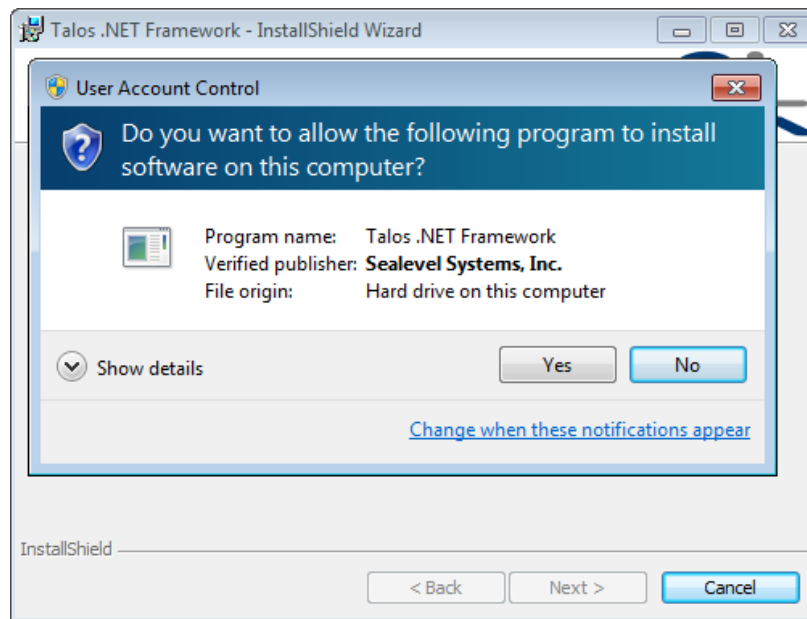 Talos .NET Framework - InstallShield Wizard
User Account Control
Do you want to allow the following program to install
software on this computer?
Program name: Talos .NET Framework
Verified publisher: Sealevel Systems, Inc.
File origin: Hard drive on this computer
Show details
Yes
No
Change when these notifications appear
InstallShield
< Back
Next >
Cancel